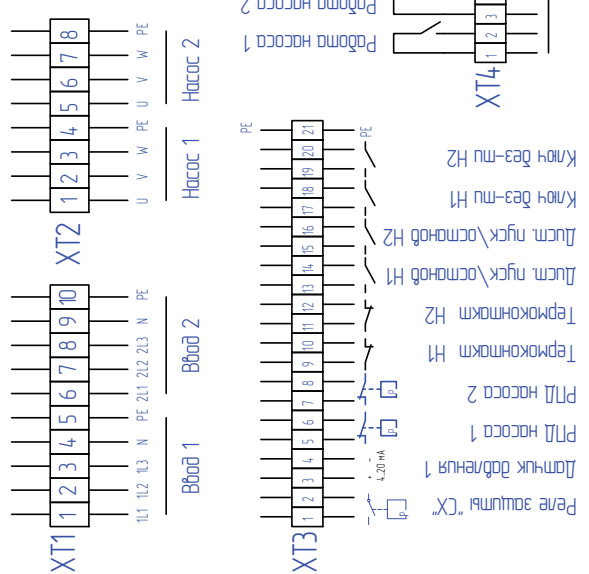 XT2
1 2 3 4 5 6 7 8
U V W PE U V W PE
Насос 1
Насос 2
XT1
1 2 3 4 5 6 7 8 9 10
1L1 1L2 1L3 N PE 2L1 2L2 2L3 N PE
Ввод 1
Ввод 2
XT4
1 2 3
Работа насоса 1
Работа насоса 2
XT3
1 2 3 4 5 6 7 8 9 10 11 12 13 14 15 16 17 18 19 20 21
PE
PE
Реле защиты "СХ"
P
Датчик давления 1
+ -
4..20 мА
РПД насоса 1
P
РПД насоса 2
P
Термоконтакт Н1
Термоконтакт Н2
Дист. пуск\останов Н1
Дист. пуск\останов Н2
Ключ без-ти Н1
Ключ без-ти Н2